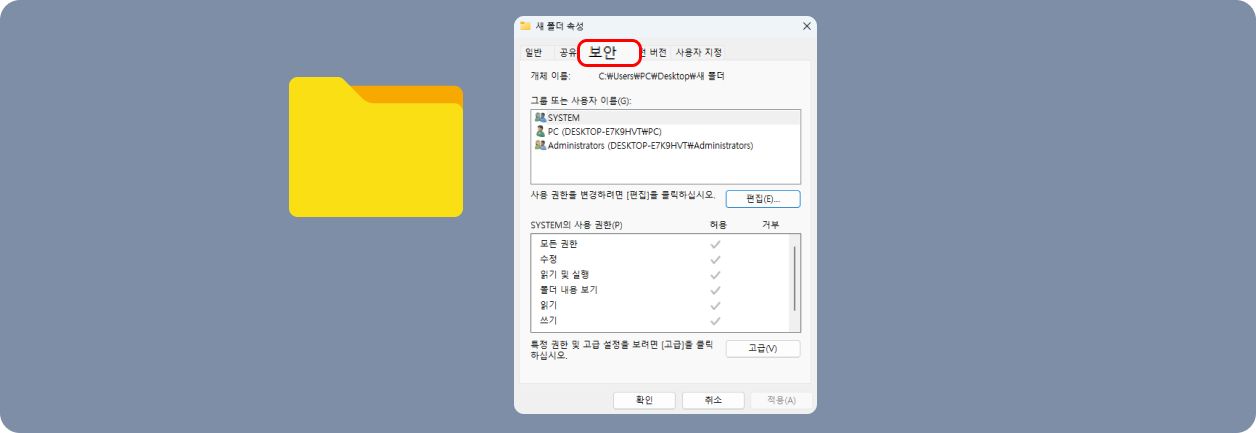 새 폴더 속성
일반 공유 보안 전 버전 사용자 지정
개체 이름: C:₩Users₩PC₩Desktop₩새 폴더
그룹 또는 사용자 이름(G):
SYSTEM
PC (DESKTOP-E7K9HVT₩PC)
Administrators (DESKTOP-E7K9HVT₩Administrators)
사용 권한을 변경하려면 [편집]을 클릭하십시오. 편집(E)...
SYSTEM의 사용 권한(P) 허용 거부
모든 권한
수정
읽기 및 실행
폴더 내용 보기
읽기
쓰기
특정 권한 및 고급 설정을 보려면 [고급]을 클릭
하십시오. 고급(V)
확인 취소 적용(A)